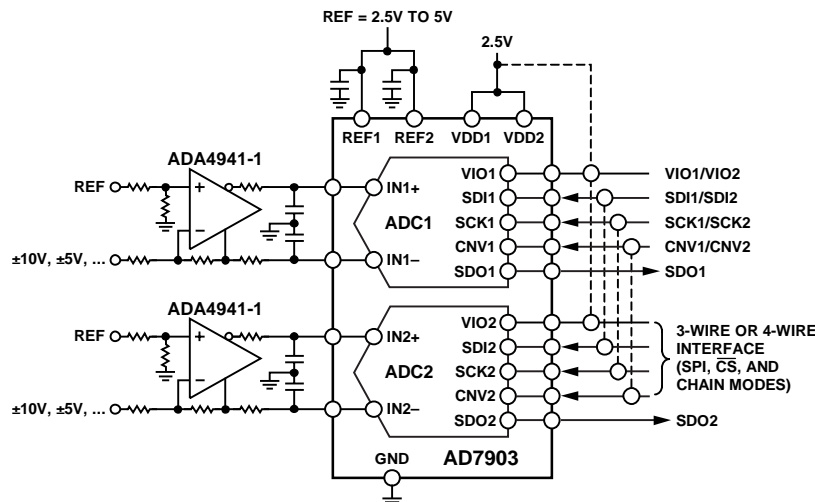 REF = 2.5V TO 5V
2.5V
REF1 REF2 VDD1 VDD2
ADA4941-1
REF
±10V, ±5V, ...
IN1+
IN1–
ADC1
VIO1
SDI1
SCK1
CNV1
SDO1
VIO1/VIO2
SDI1/SDI2
SCK1/SCK2
CNV1/CNV2
SDO1
ADA4941-1
REF
±10V, ±5V, ...
IN2+
IN2–
ADC2
VIO2
SDI2
SCK2
CNV2
SDO2
3-WIRE OR 4-WIRE
INTERFACE
(SPI, C̅S̅, AND
CHAIN MODES)
SDO2
GND
AD7903